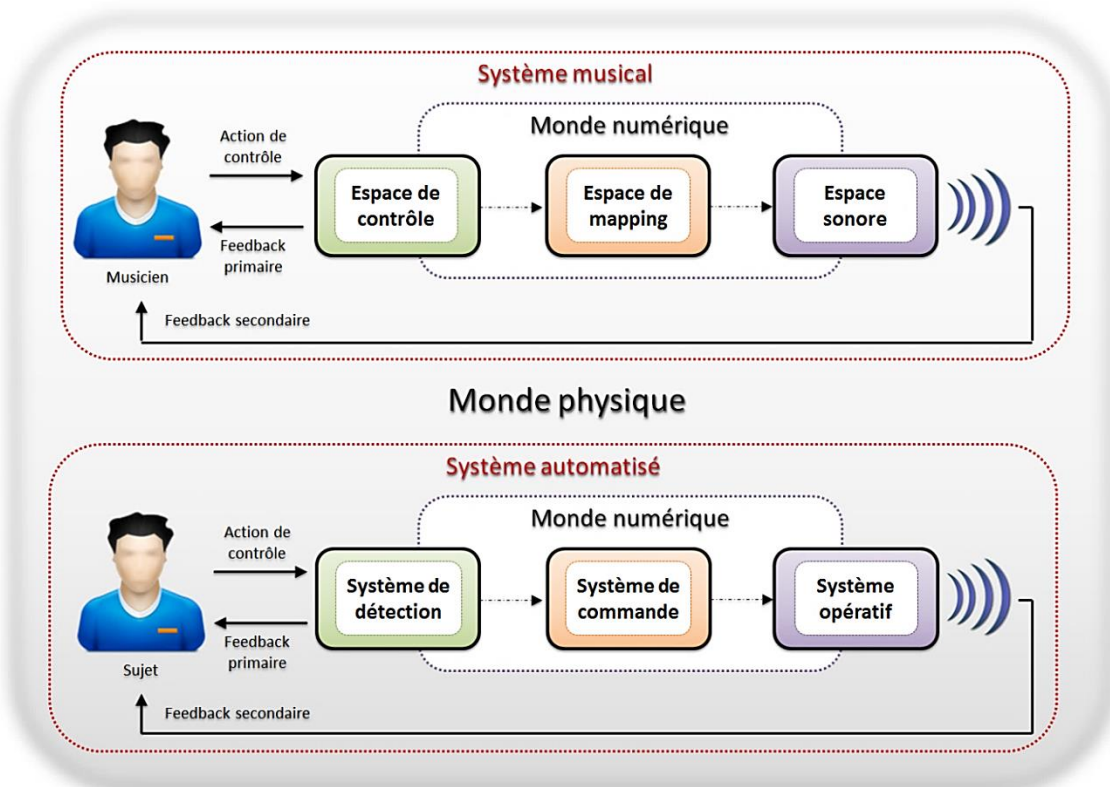 Système musical
Monde numérique
Action de
contrôle
Espace de
contrôle
Espace de
mapping
Espace
sonore
Feedback
primaire
Musicien
Feedback secondaire
Monde physique
Système automatisé
Monde numérique
Action de
contrôle
Système de
détection
Système de
commande
Système
opératif
Feedback
primaire
Sujet
Feedback secondaire